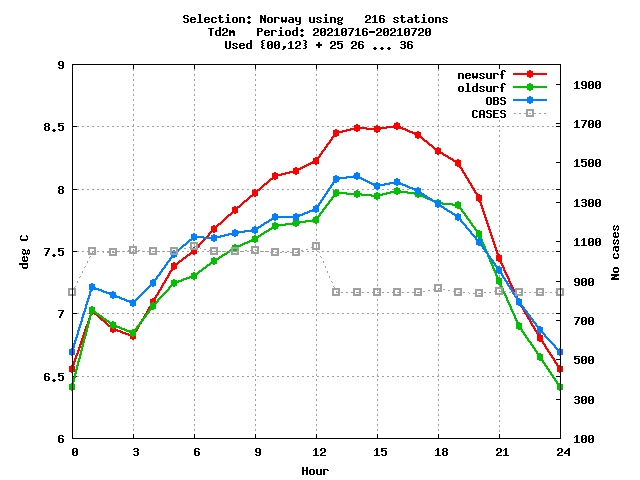 Selection: Norway using   216 stations
Td2m   Period: 20210716-20210720
Used {00,12} + 25 26 ... 36
newsurf
oldsurf
OBS
CASES
deg C
9
8.5
8
7.5
7
6.5
6
1900
1700
1500
1300
1100
900
700
500
300
100
No cases
0 3 6 9 12 15 18 21 24
Hour